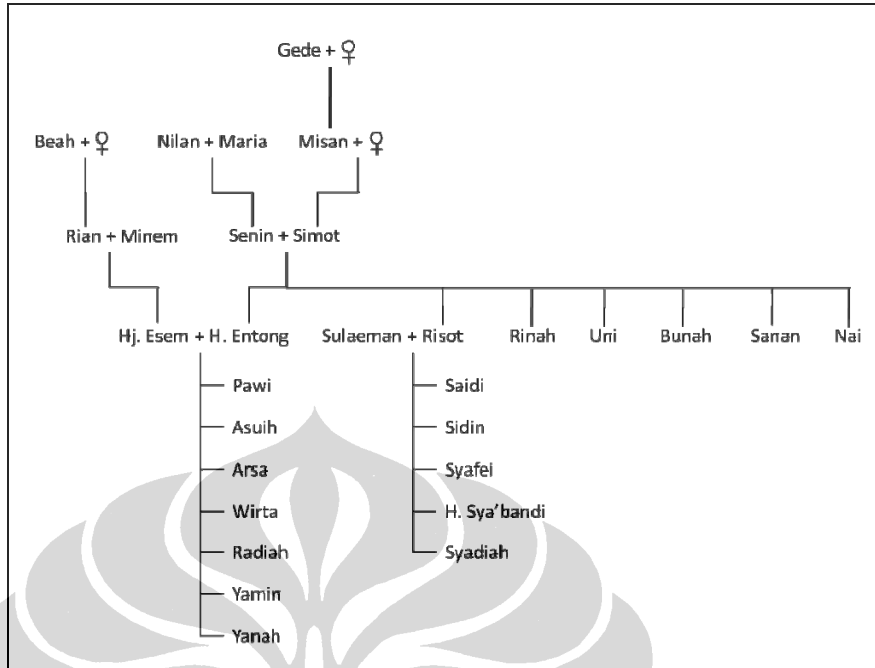 Gede + ♀
Beah + ♀ Nilan + Maria Misan + ♀
Rian + Minem Senin + Simot
Hj. Esem + H. Entong Sulaeman + Risot Rinah Uni Bunah Sanan Nai
Pawi Saidi
Asuih Sidin
Arsa Syafei
Wirta H. Sya'bandi
Radiah Syadiah
Yamin
Yanah